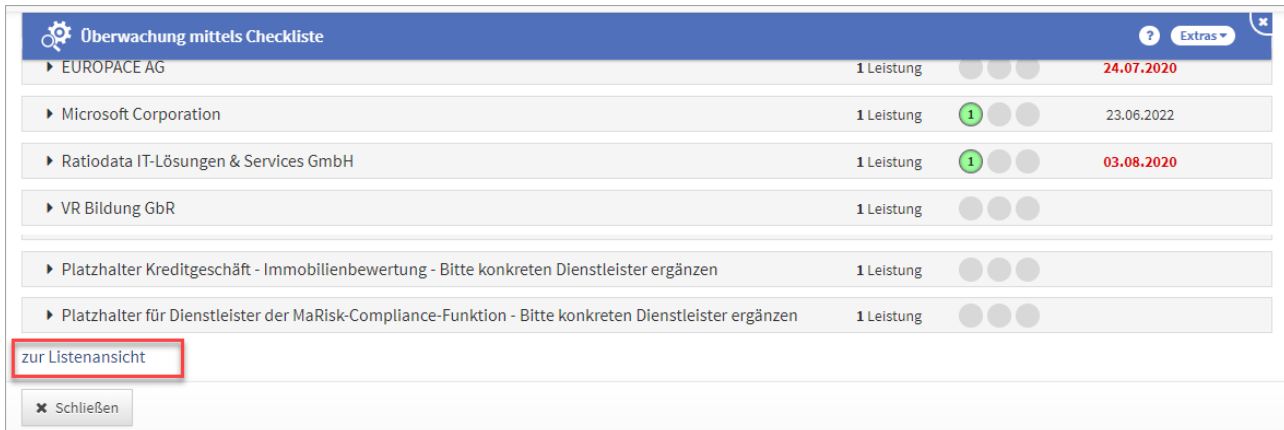 Überwachung mittels Checkliste ? Extras
EUROPACE AG 1 Leistung 24.07.2020
Microsoft Corporation 1 Leistung 1 23.06.2022
Ratiodata IT-Lösungen & Services GmbH 1 Leistung 1 03.08.2020
VR Bildung GbR 1 Leistung
Platzhalter Kreditgeschäft - Immobilienbewertung - Bitte konkreten Dienstleister ergänzen 1 Leistung
Platzhalter für Dienstleister der MaRisk-Compliance-Funktion - Bitte konkreten Dienstleister ergänzen 1 Leistung
zur Listenansicht
Schließen